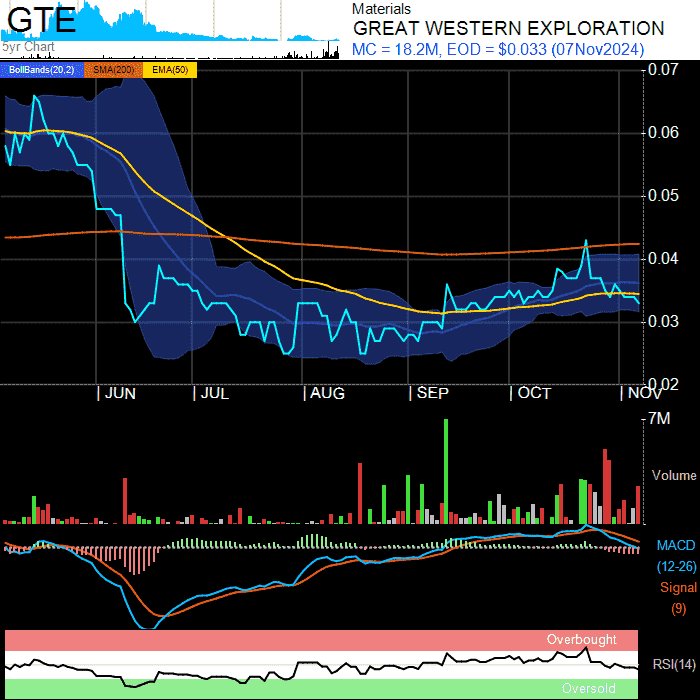 GTE
5yr Chart
Materials
GREAT WESTERN EXPLORATION
MC = 18.2M, EOD = $0.033 (07Nov2024)
BollBands(20,2) SMA(200) EMA(50)
0.07
0.06
0.05
0.04
0.03
0.02
JUN JUL AUG SEP OCT NOV
7M
Volume
MACD
(12-26)
Signal
(9)
Overbought
RSI(14)
Oversold